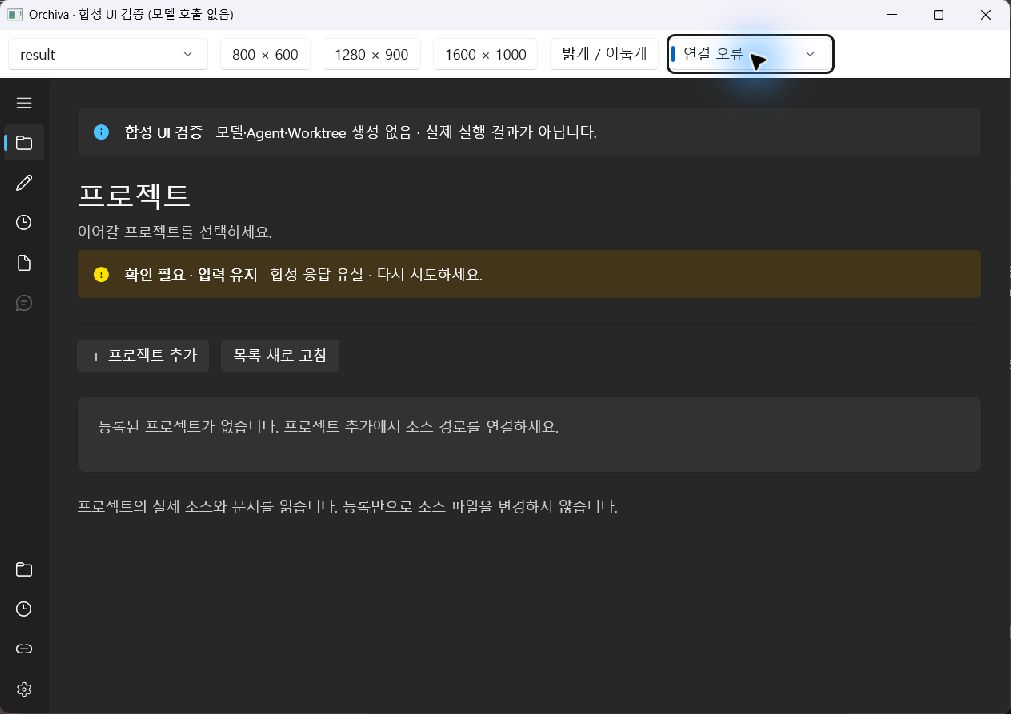 Orchiva · 합성 UI 검증 (모델 호출 없음)
result
800 × 600
1280 × 900
1600 × 1000
밝게 / 어둡게
연결 오류
합성 UI 검증 모델·Agent·Worktree 생성 없음 · 실제 실행 결과가 아닙니다.
프로젝트
이어갈 프로젝트를 선택하세요.
확인 필요 · 입력 유지 합성 응답 유실 · 다시 시도하세요.
+ 프로젝트 추가
목록 새로 고침
등록된 프로젝트가 없습니다. 프로젝트 추가에서 소스 경로를 연결하세요.
프로젝트의 실제 소스와 문서를 읽습니다. 등록만으로 소스 파일을 변경하지 않습니다.